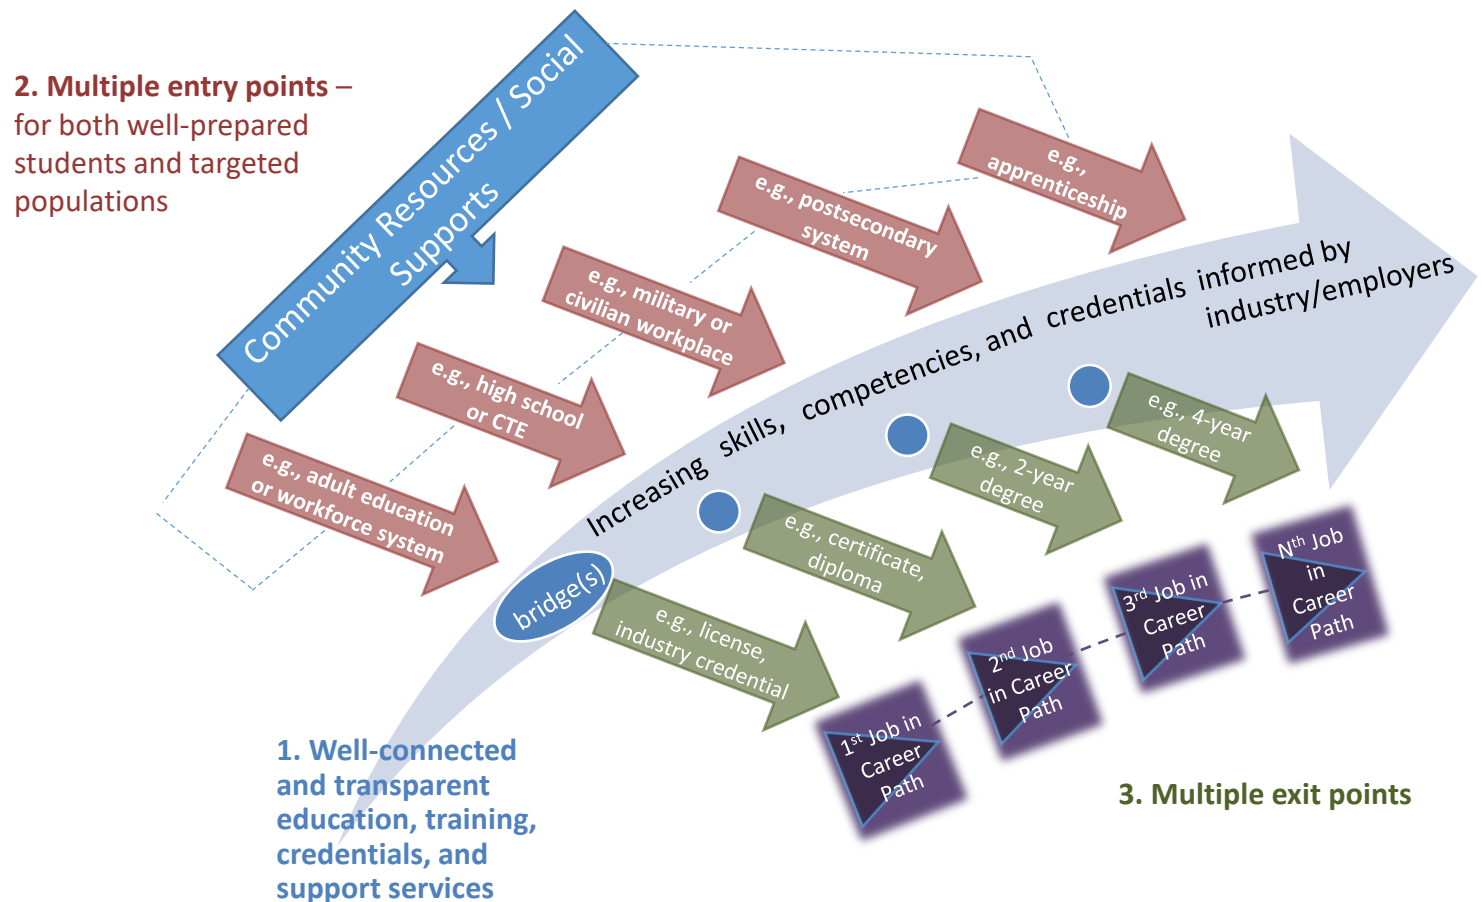 2. Multiple entry points –
for both well-prepared
students and targeted
populations
Community Resources / Social
Supports
e.g., adult education
or workforce system
e.g., high school
or CTE
e.g., military or
civilian workplace
e.g., postsecondary
system
e.g.,
apprenticeship
Increasing skills, competencies, and credentials informed by
industry/employers
bridge(s)
e.g., license,
industry credential
e.g., certificate,
diploma
e.g., 2-year
degree
e.g., 4-year
degree
1st Job in
Career
Path
2nd Job
in Career
Path
3rd Job in
Career
Path
Nth Job
in
Career
Path
1. Well-connected
and transparent
education, training,
credentials, and
support services
3. Multiple exit points